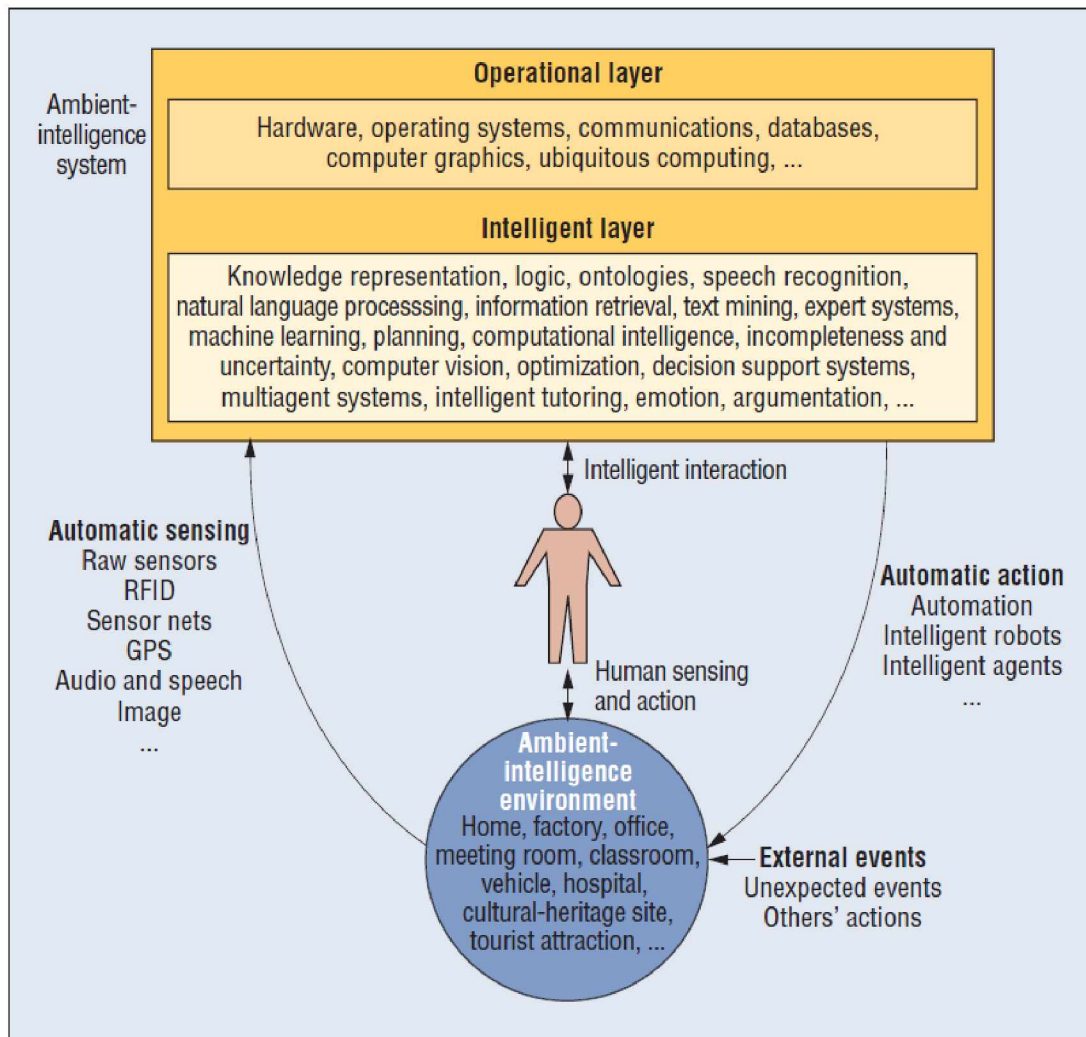 Operational layer
Ambient-
intelligence
system
Hardware, operating systems, communications, databases,
computer graphics, ubiquitous computing, ...
Intelligent layer
Knowledge representation, logic, ontologies, speech recognition,
natural language processsing, information retrieval, text mining, expert systems,
machine learning, planning, computational intelligence, incompleteness and
uncertainty, computer vision, optimization, decision support systems,
multiagent systems, intelligent tutoring, emotion, argumentation, ...
Intelligent interaction
Automatic sensing
Raw sensors
RFID
Sensor nets
GPS
Audio and speech
Image
...
Automatic action
Automation
Intelligent robots
Intelligent agents
...
Human sensing
and action
Ambient-
intelligence
environment
Home, factory, office,
meeting room, classroom,
vehicle, hospital,
cultural-heritage site,
tourist attraction, ...
External events
Unexpected events
Others' actions